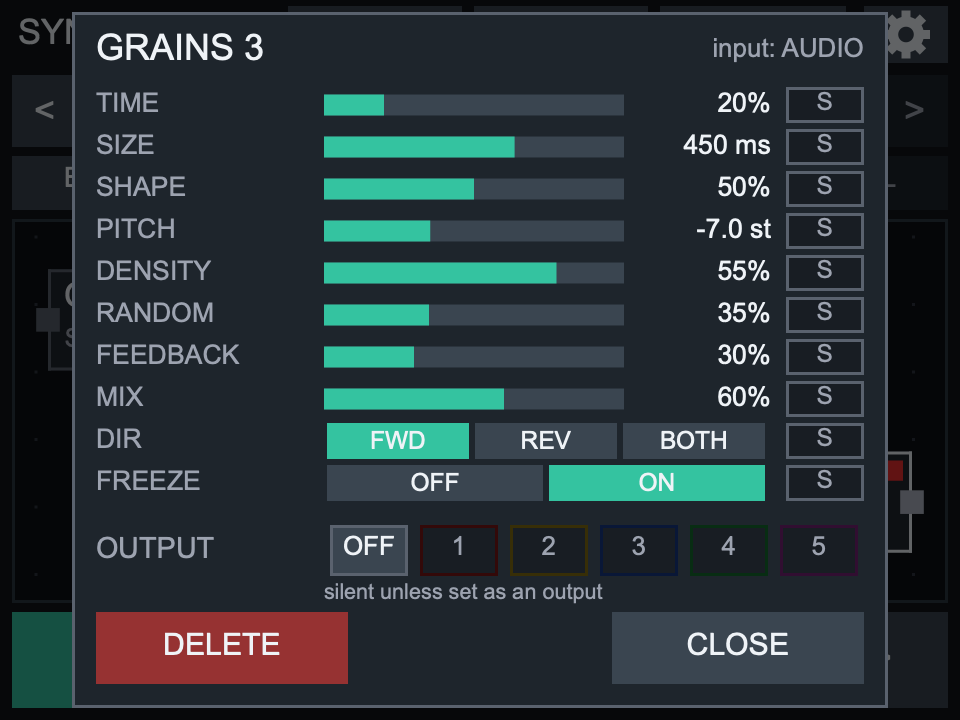 SYN
GRAINS 3
input: AUDIO
<
>
TIME 20% S
SIZE 450 ms S
SHAPE 50% S
PITCH -7.0 st S
DENSITY 55% S
RANDOM 35% S
FEEDBACK 30% S
MIX 60% S
DIR FWD REV BOTH S
FREEZE OFF ON S
OUTPUT OFF 1 2 3 4 5
silent unless set as an output
DELETE CLOSE